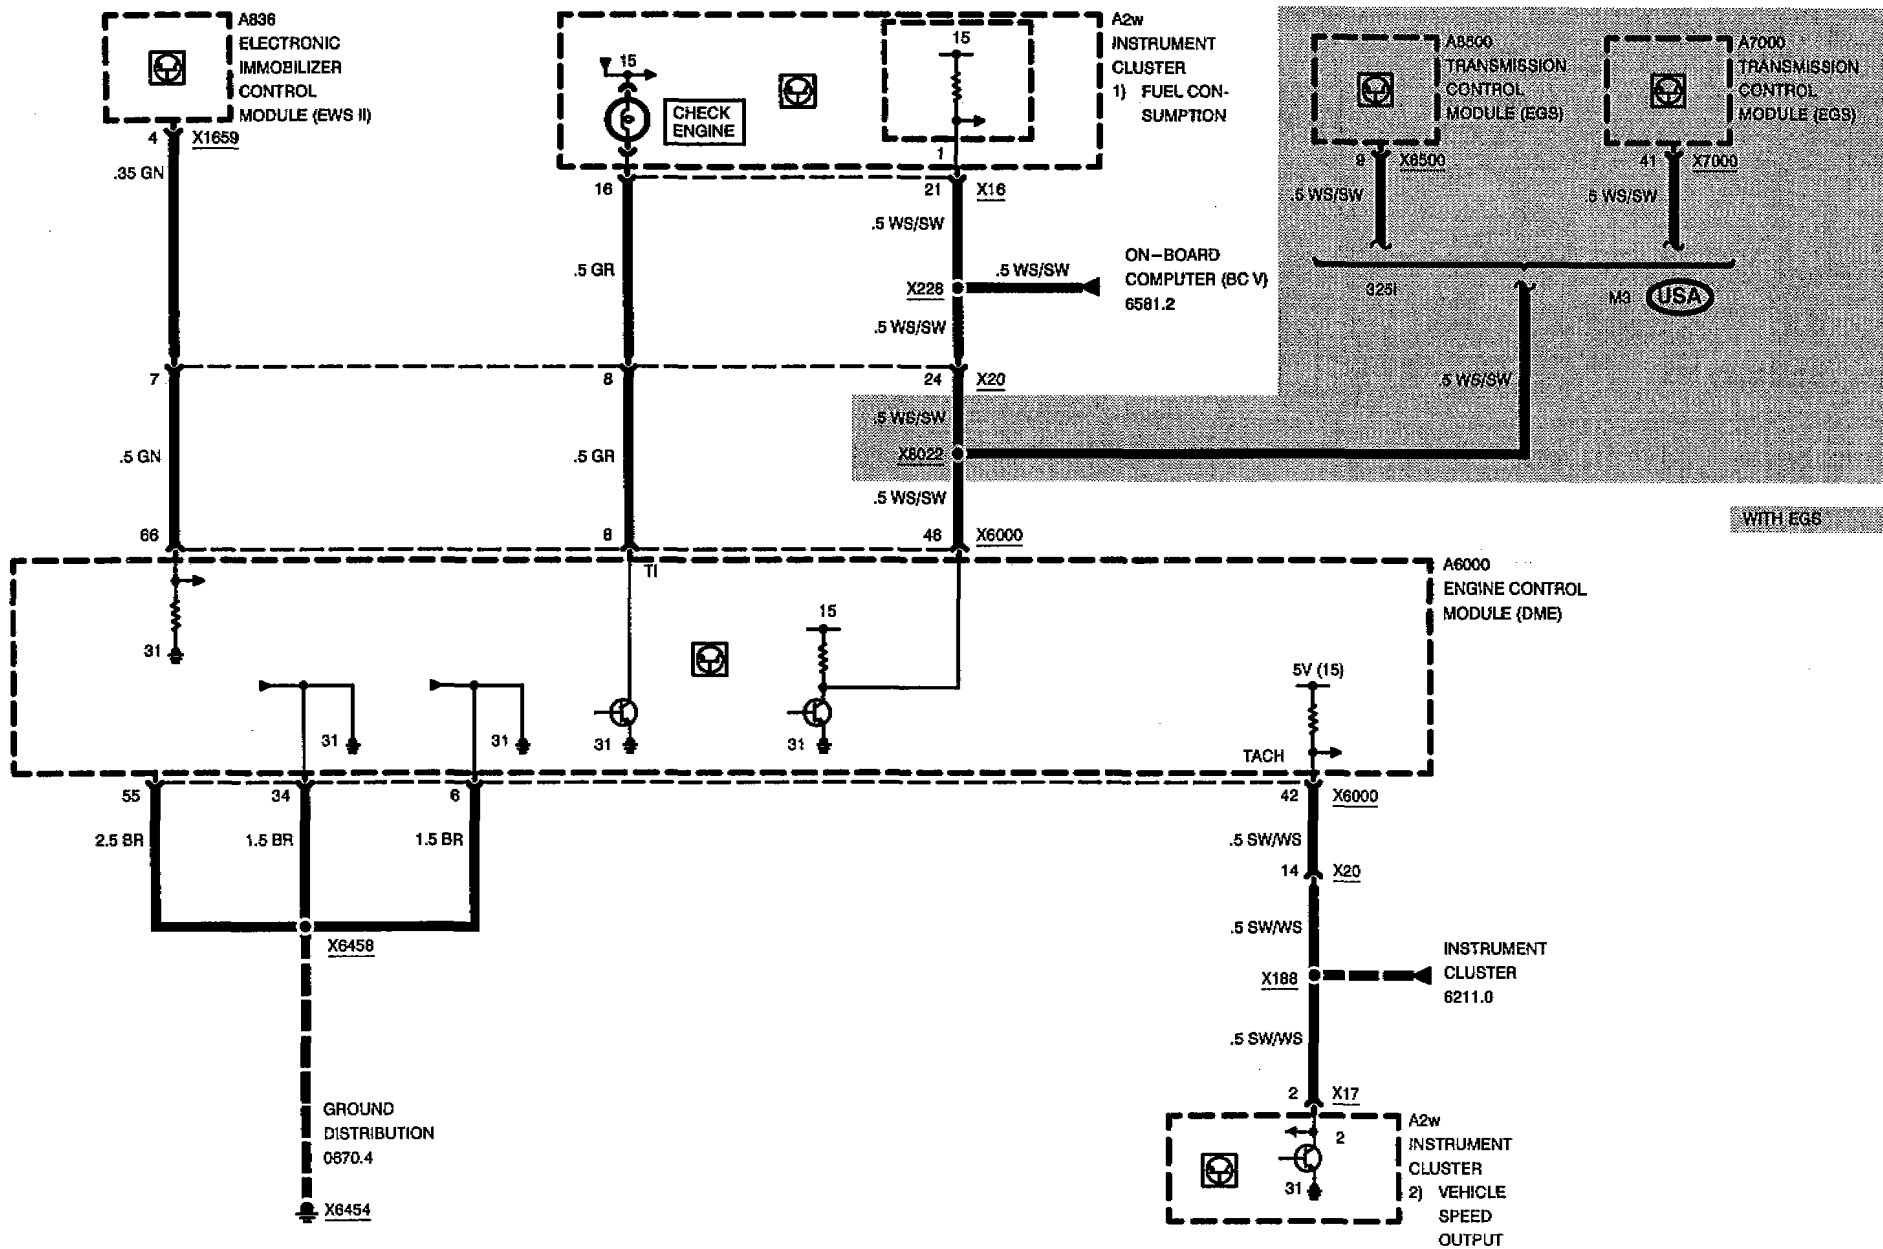 A836
ELECTRONIC
IMMOBILIZER
CONTROL
MODULE (EWS II)
4 X1659
.35 GN
15
CHECK
ENGINE
15
1
A2w
INSTRUMENT
CLUSTER
1) FUEL CON-
SUMPTION
16
21 X16
.5 WS/SW
.5 GR
X226
.5 WS/SW
ON-BOARD
COMPUTER (BC V)
6581.2
.5 WS/SW
A8500
TRANSMISSION
CONTROL
MODULE (EGS)
9 X8500
.5 WS/SW
A7000
TRANSMISSION
CONTROL
MODULE (EGS)
41 X7000
.5 WS/SW
325I
M3 USA
.5 WS/SW
7
8
24 X20
.5 WS/SW
.5 GN
.5 GR
X8022
.5 WS/SW
WITH EGS
66
8
48 X6000
TI
A6000
ENGINE CONTROL
MODULE (DME)
31
31
31
31
15
31
5V (15)
TACH
55
34
6
42 X6000
2.5 BR
1.5 BR
1.5 BR
.5 SW/WS
14 X20
X6458
.5 SW/WS
X188
INSTRUMENT
CLUSTER
6211.0
.5 SW/WS
GROUND
DISTRIBUTION
0670.4
X6454
2 X17
2
31
A2w
INSTRUMENT
CLUSTER
2) VEHICLE
SPEED
OUTPUT